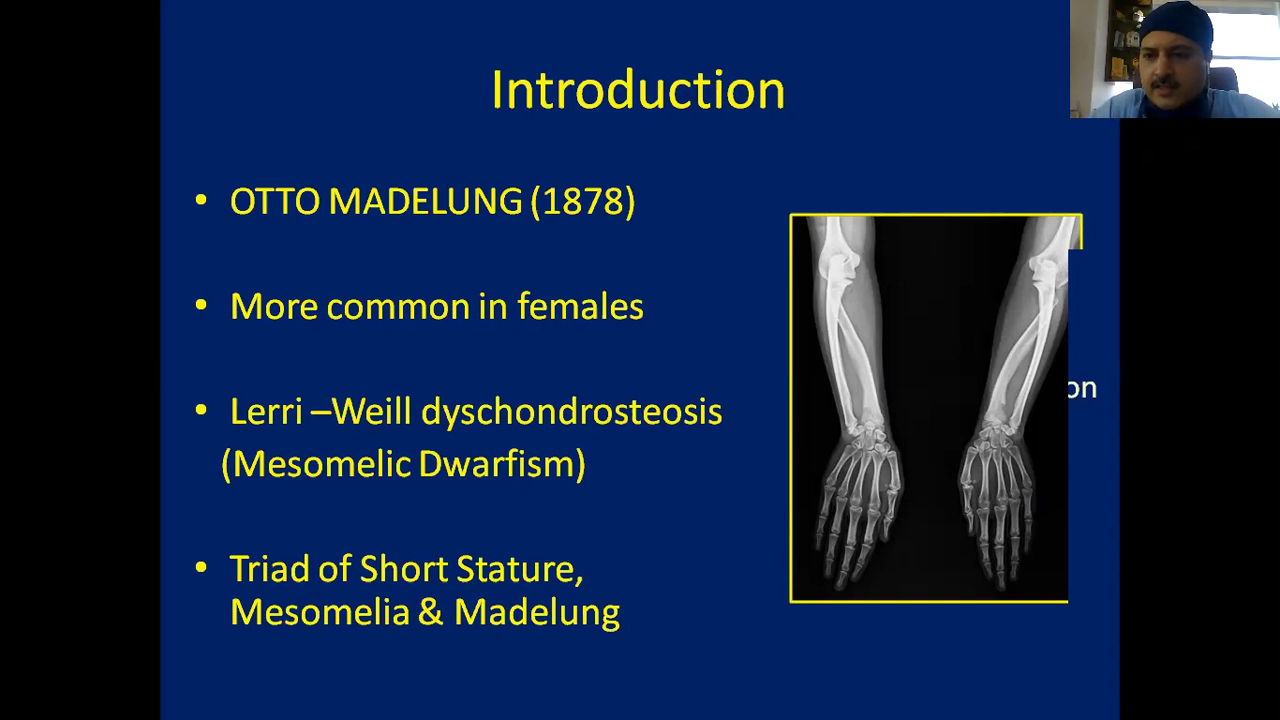 Introduction
• OTTO MADELUNG (1878)
• More common in females
• Lerri –Weill dyschondrosteosis
(Mesomelic Dwarfism)
• Triad of Short Stature,
Mesomelia & Madelung
on